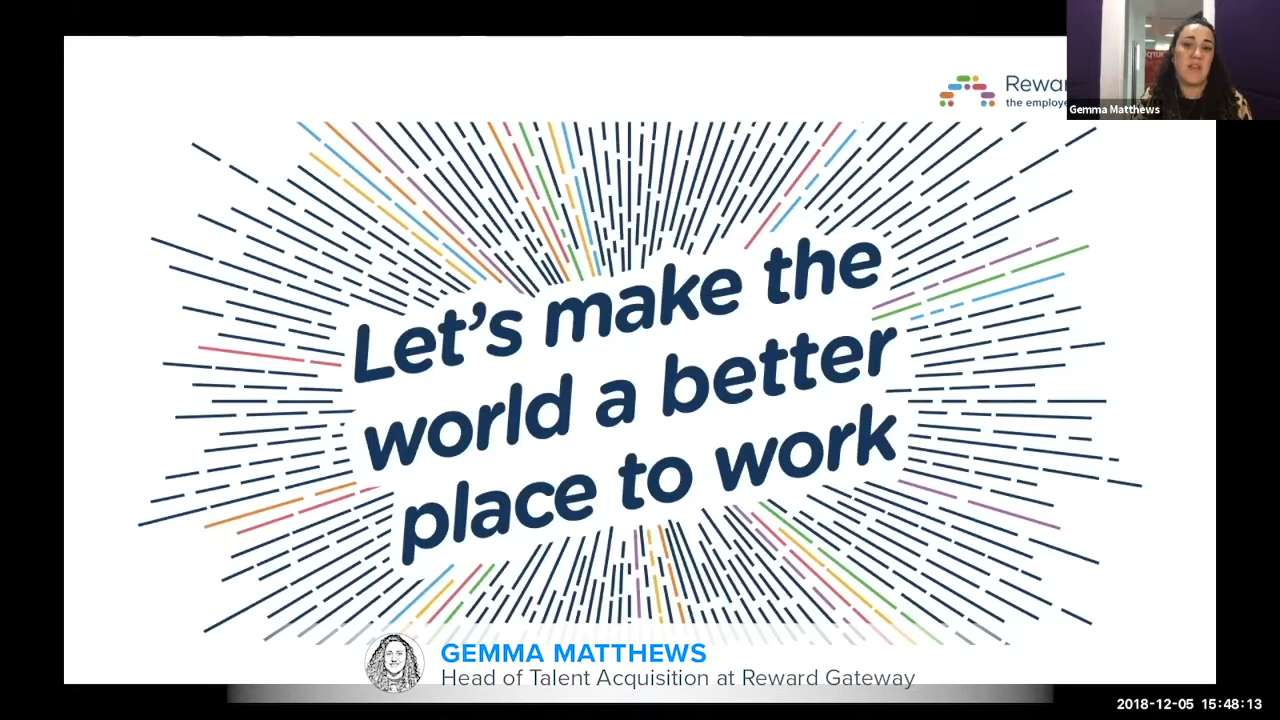 Rewar
the employe
Gemma Matthews
Let's make the
world a better
place to work
GEMMA MATTHEWS
Head of Talent Acquisition at Reward Gateway
2018-12-05 15:48:13